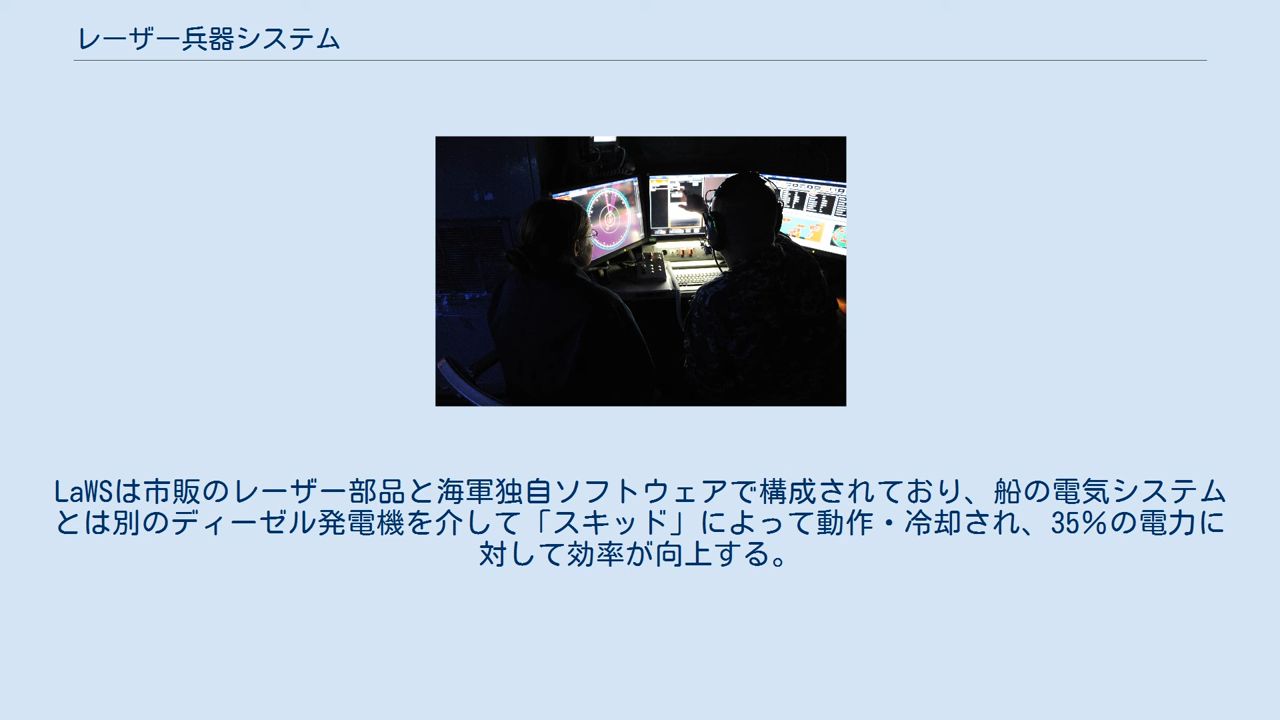 レーザー兵器システム
LaWSは市販のレーザー部品と海軍独自ソフトウェアで構成されており、船の電気システム
とは別のディーゼル発電機を介して「スキッド」によって動作・冷却され、35％の電力に
対して効率が向上する。